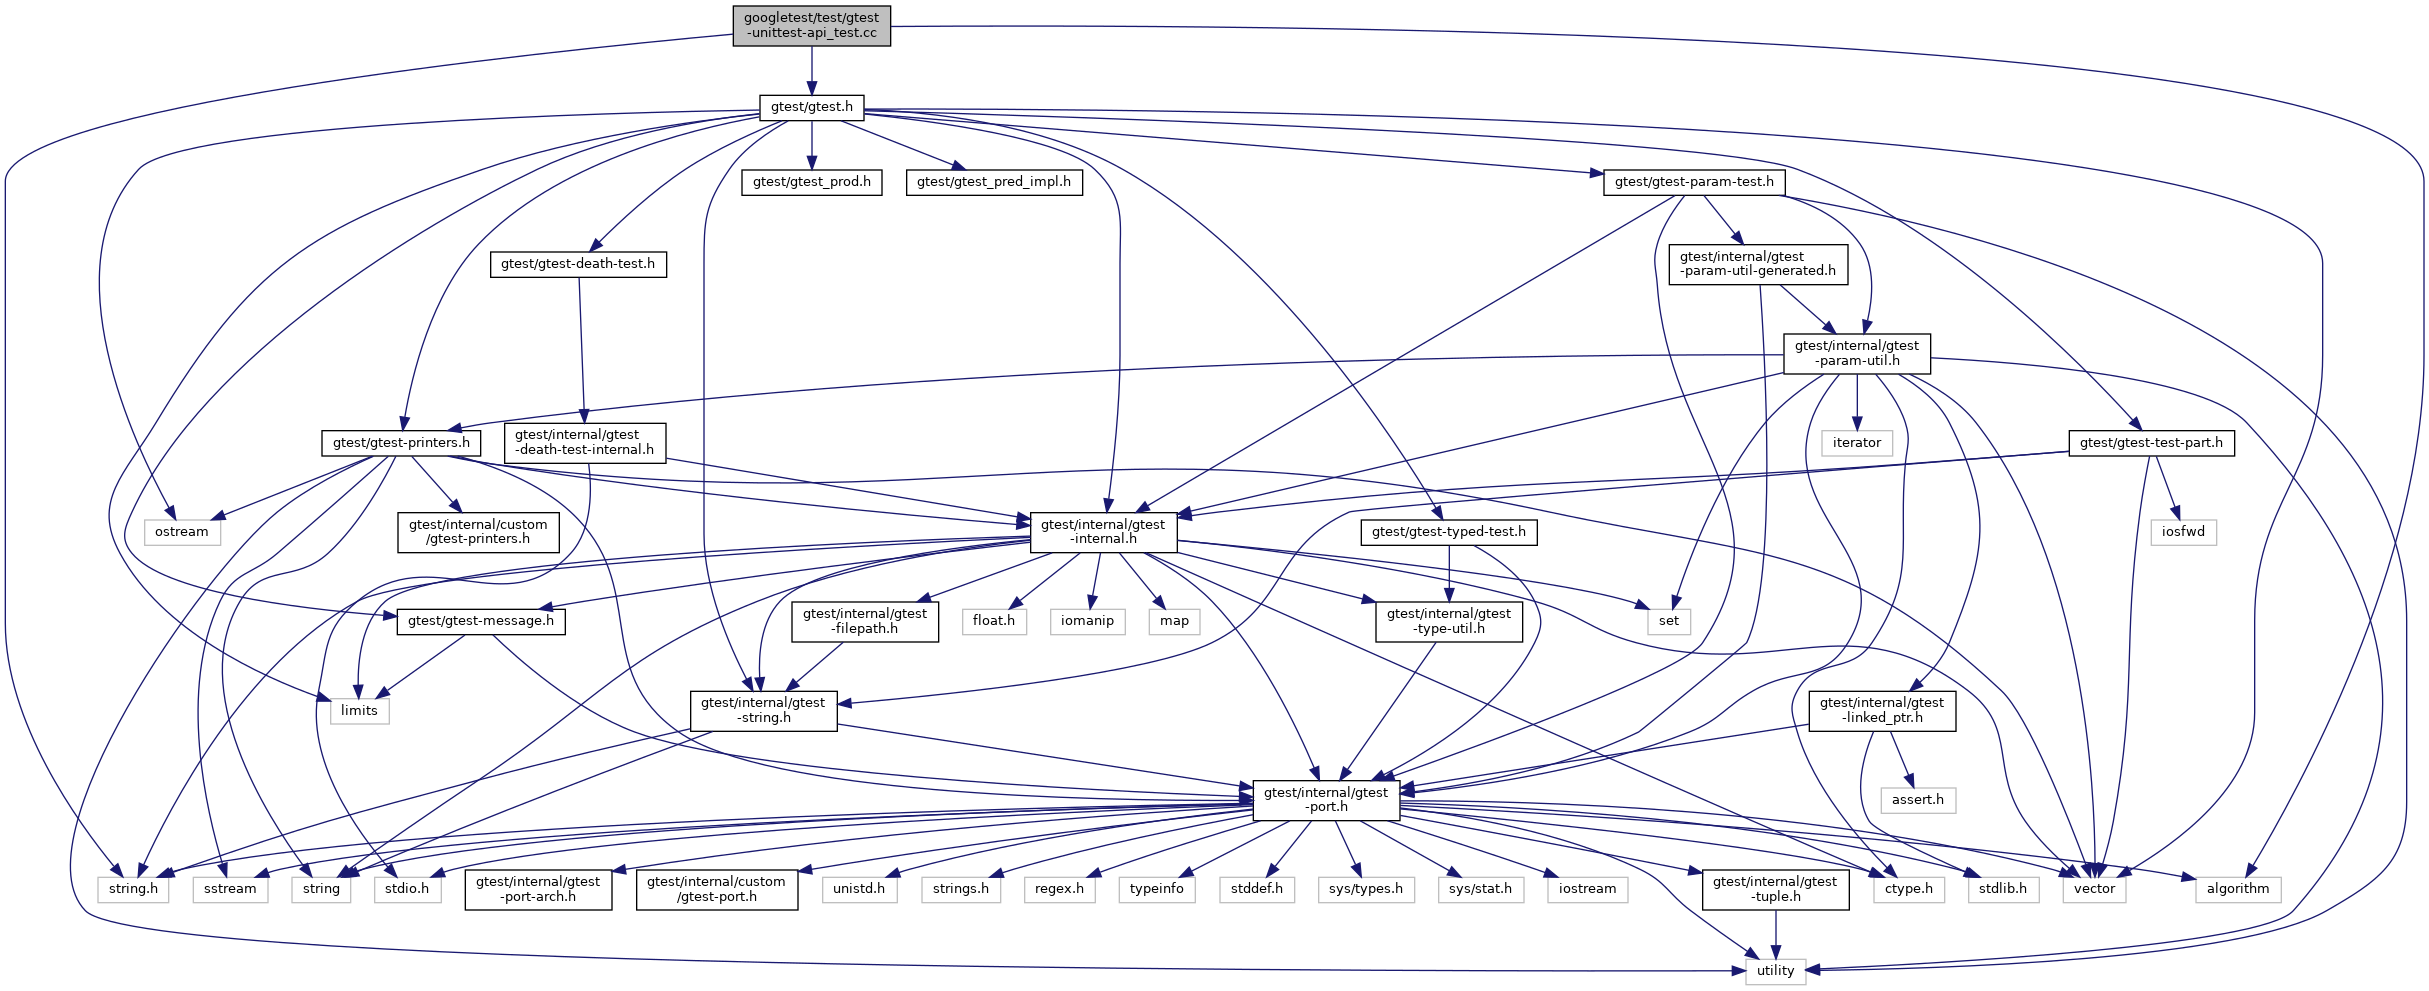 googletest/test/gtest
-unittest-api_test.cc
gtest/gtest.h
gtest/gtest_prod.h
gtest/gtest_pred_impl.h
gtest/gtest-param-test.h
gtest/gtest-death-test.h
gtest/internal/gtest
-param-util-generated.h
gtest/internal/gtest
-param-util.h
gtest/gtest-printers.h
gtest/internal/gtest
-death-test-internal.h
iterator
gtest/gtest-test-part.h
ostream
gtest/internal/custom
/gtest-printers.h
gtest/internal/gtest
-internal.h
gtest/gtest-typed-test.h
iosfwd
gtest/gtest-message.h
gtest/internal/gtest
-filepath.h
float.h
iomanip
map
gtest/internal/gtest
-type-util.h
set
limits
gtest/internal/gtest
-string.h
gtest/internal/gtest
-linked_ptr.h
gtest/internal/gtest
-port.h
assert.h
string.h
sstream
string
stdio.h
gtest/internal/gtest
-port-arch.h
gtest/internal/custom
/gtest-port.h
unistd.h
strings.h
regex.h
typeinfo
stddef.h
sys/types.h
sys/stat.h
iostream
gtest/internal/gtest
-tuple.h
ctype.h
stdlib.h
vector
algorithm
utility